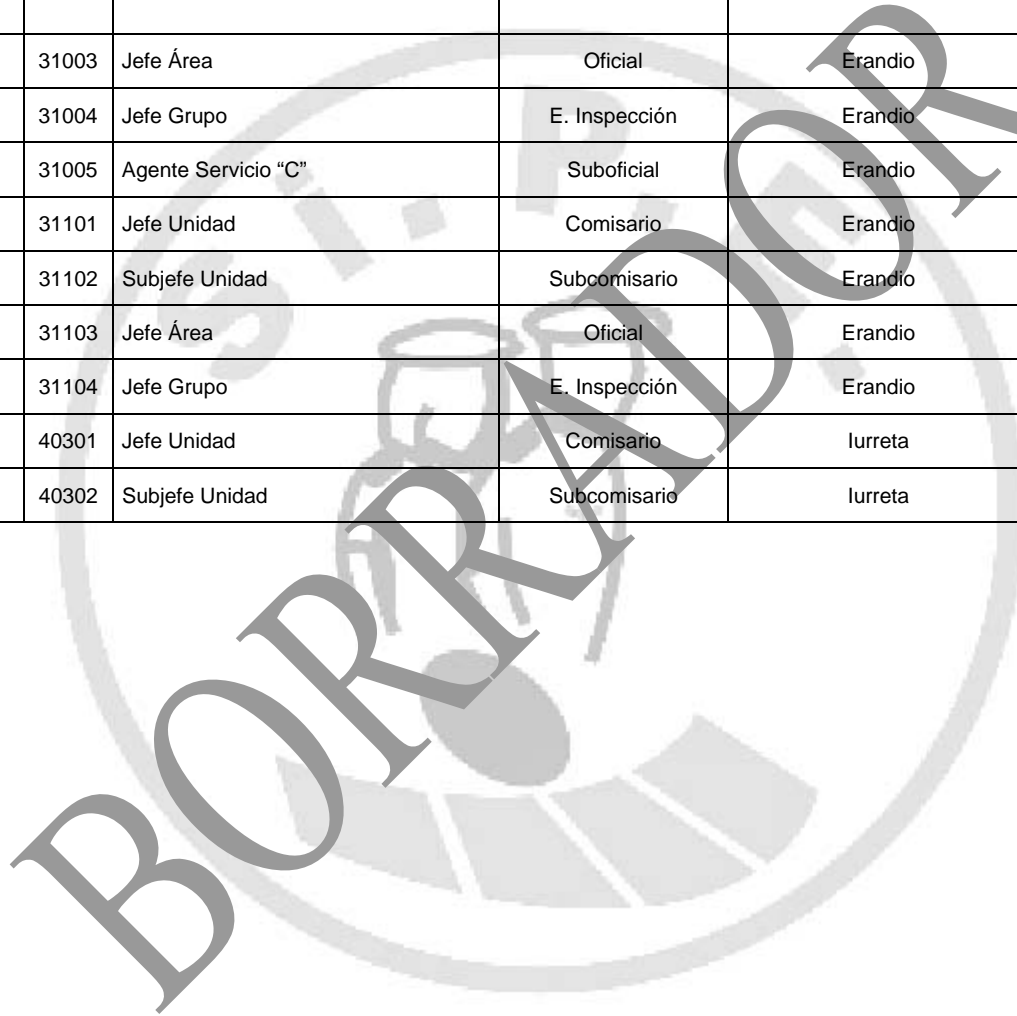 31003 Jefe Área Oficial Erandio
31004 Jefe Grupo E. Inspección Erandio
31005 Agente Servicio “C” Suboficial Erandio
31101 Jefe Unidad Comisario Erandio
31102 Subjefe Unidad Subcomisario Erandio
31103 Jefe Área Oficial Erandio
31104 Jefe Grupo E. Inspección Erandio
40301 Jefe Unidad Comisario Iurreta
40302 Subjefe Unidad Subcomisario Iurreta
BORRADOR
Si.P.E.